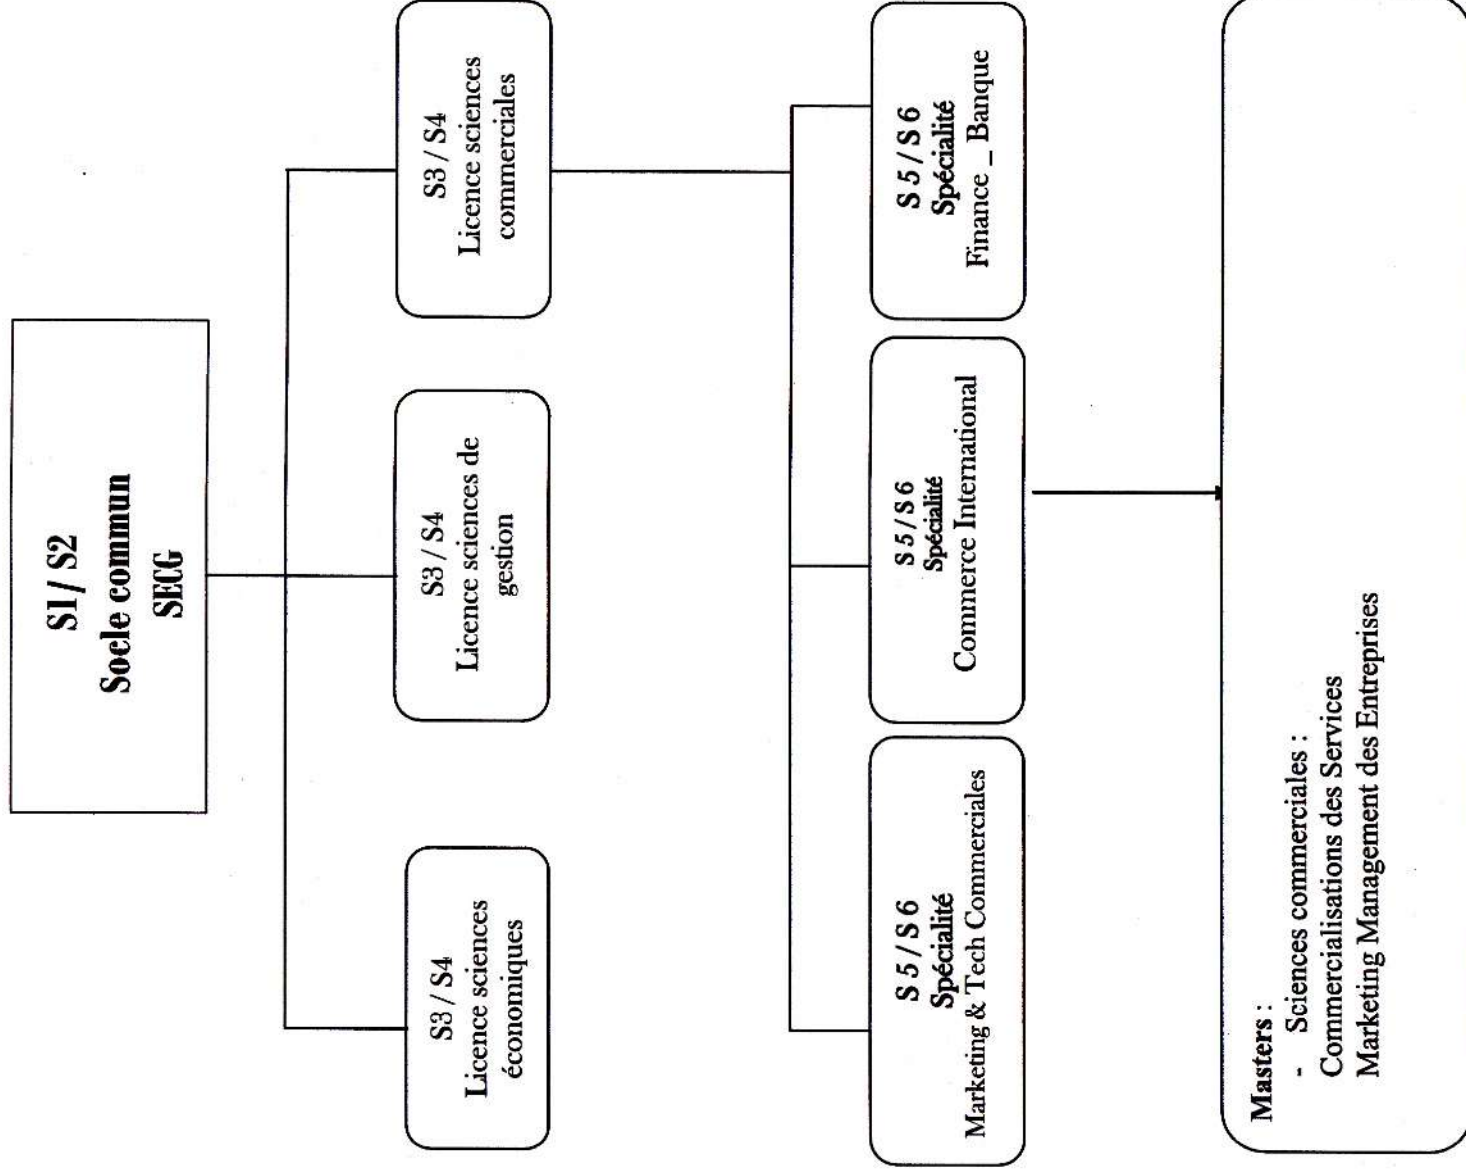 S1/ S2
Socle commun
SECG
S3 / S4
Licence sciences
économiques
S3 / S4
Licence sciences de
gestion
S3 / S4
Licence sciences
commerciales
S 5 / S 6
Spécialité
Marketing & Tech Commerciales
S 5 / S 6
Spécialité
Commerce International
S 5 / S 6
Spécialité
Finance _ Banque
Masters :
- Sciences commerciales :
Commercialisations des Services
Marketing Management des Entreprises